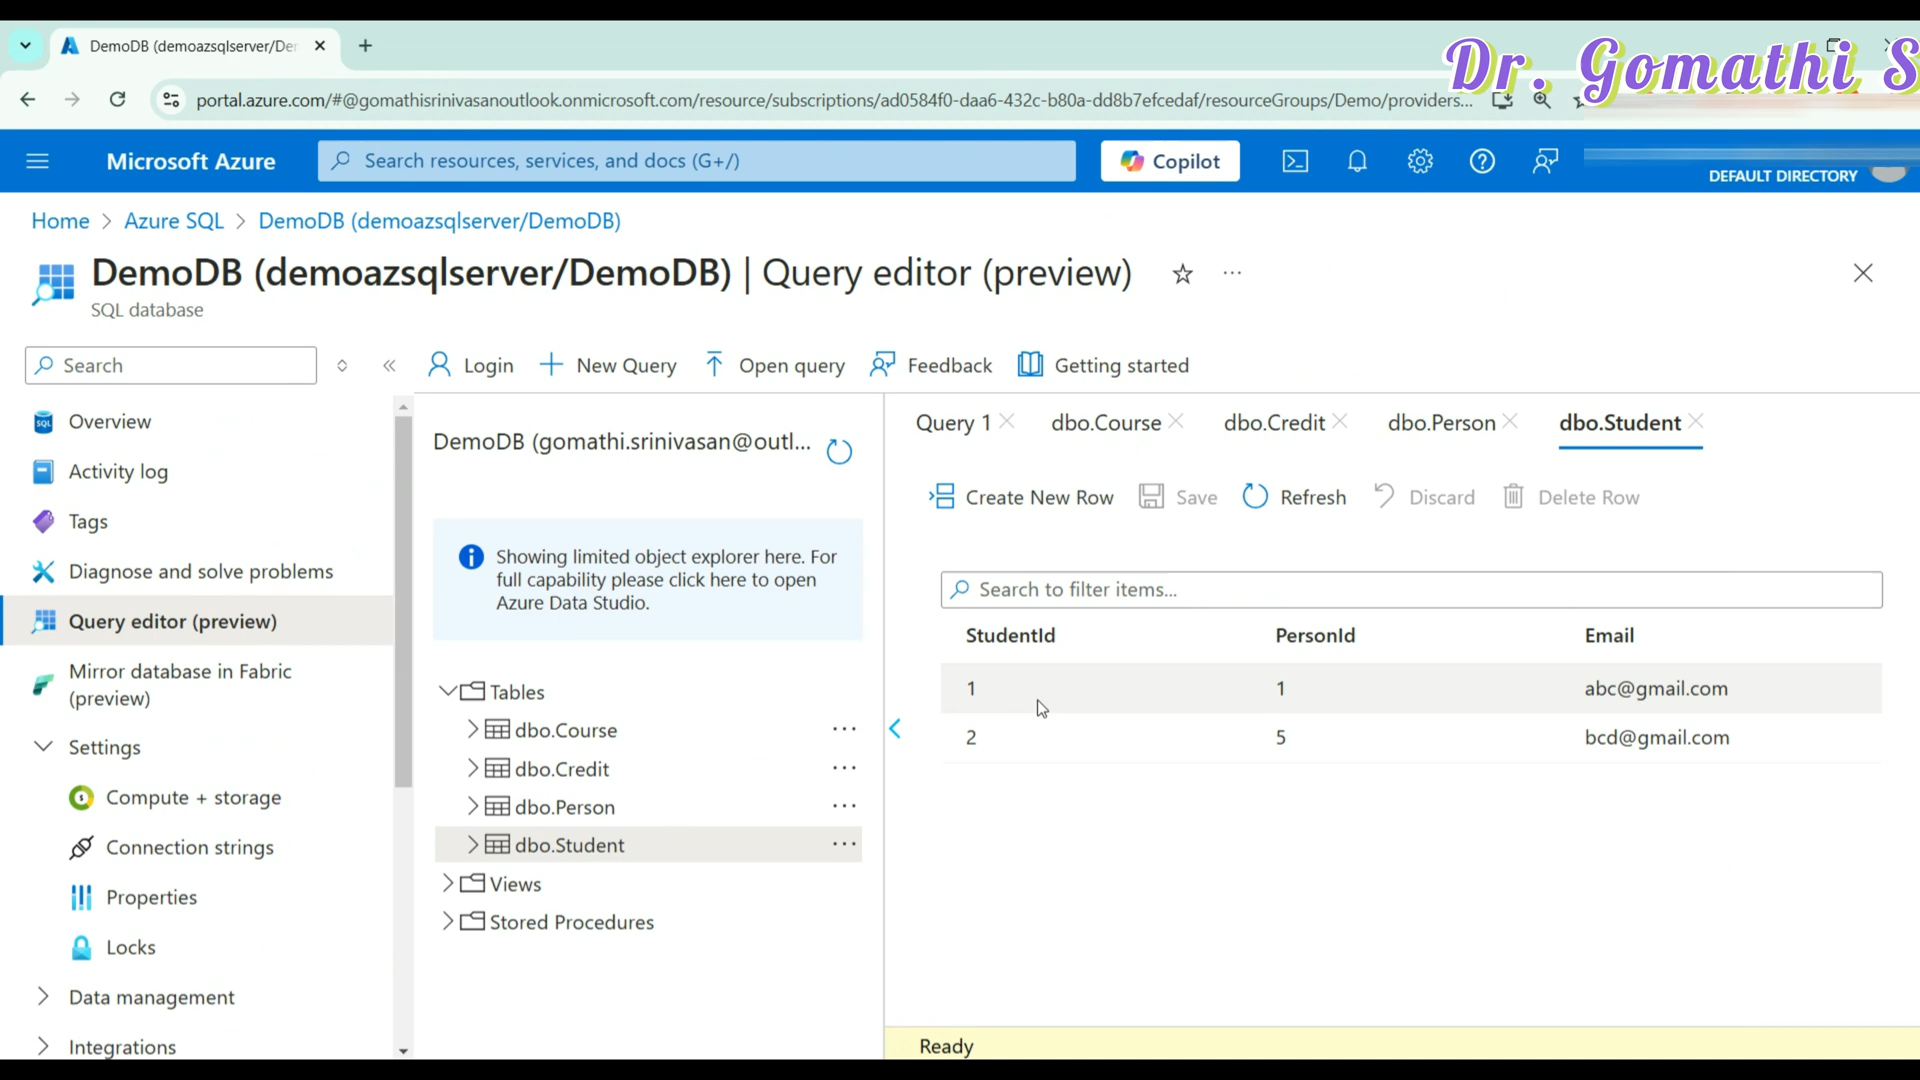 DemoDB (demoazsqlserver/Der
Dr. Gomathi S
portal.azure.com/#@gomathisrinivasanoutlook.onmicrosoft.com/resource/subscriptions/ad0584f0-daa6-432c-b80a-dd8b7efcedaf/resourceGroups/Demo/providers...
Microsoft Azure
Search resources, services, and docs (G+/)
Copilot
DEFAULT DIRECTORY
Home > Azure SQL > DemoDB (demoazsqlserver/DemoDB)
DemoDB (demoazsqlserver/DemoDB) | Query editor (preview)
SQL database
Search
Login
New Query
Open query
Feedback
Getting started
Overview
Activity log
Tags
Diagnose and solve problems
Query editor (preview)
Mirror database in Fabric
(preview)
Settings
Compute + storage
Connection strings
Properties
Locks
Data management
Integrations
DemoDB (gomathi.srinivasan@outl...
Showing limited object explorer here. For
full capability please click here to open
Azure Data Studio.
Tables
dbo.Course
dbo.Credit
dbo.Person
dbo.Student
Views
Stored Procedures
Query 1
dbo.Course
dbo.Credit
dbo.Person
dbo.Student
Create New Row
Save
Refresh
Discard
Delete Row
Search to filter items...
StudentId PersonId Email
1 1 abc@gmail.com
2 5 bcd@gmail.com
Ready